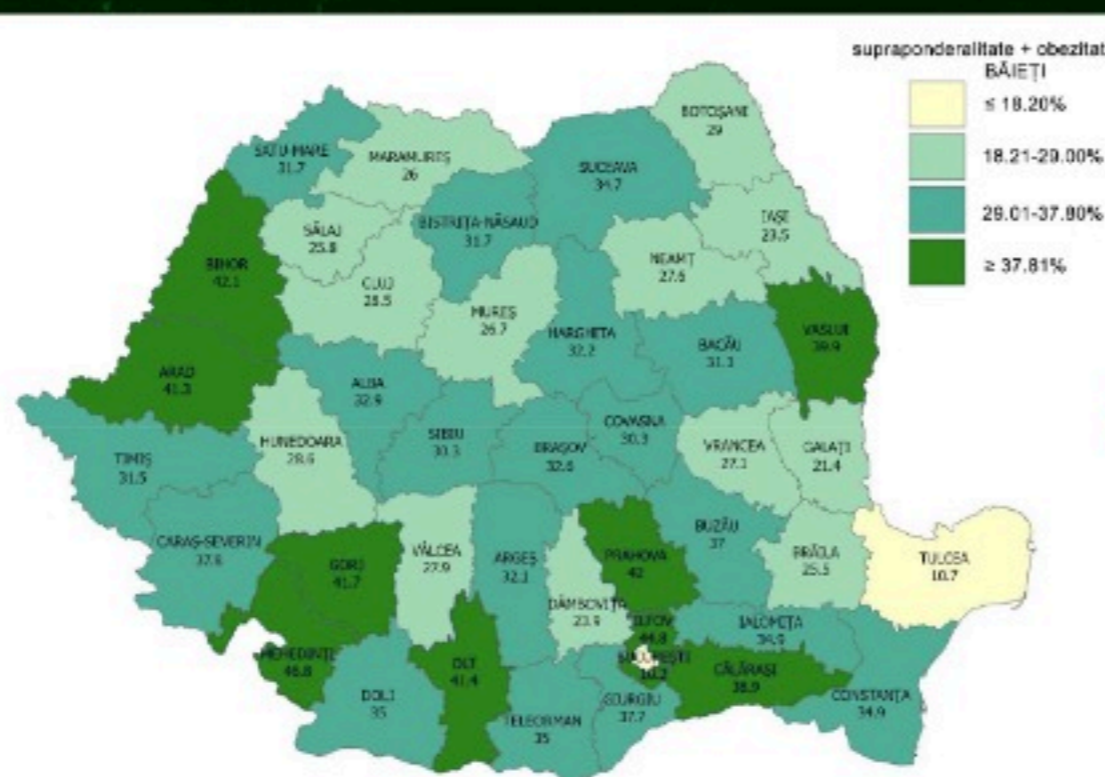 supraponderalitate + obezitat
BĂIEȚI
≤ 18.20%
18.21-29.00%
29.01-37.80%
≥ 37.81%
BOTOȘANI
29
SATU-MARE
31.7
MARAMUREȘ
26
SUCEAVA
34.7
IAȘI
23.5
SĂLAJ
25.8
BISTRIȚA-NĂSAUD
31.7
NEAMȚ
27.6
BIHOR
42.1
CLUJ
28.5
MUREȘ
26.7
HARGHITA
32.2
BACĂU
VASLUI
39.9
ARAD
41.3
ALBA
32.9
COVASNA
30.3
HUNEDOARA
28.6
SIBIU
30.3
BRAȘOV
32.6
VRANCEA
27.1
GALAȚI
21.4
TIMIȘ
31.5
CARAȘ-SEVERIN
GORJ
41.7
VÂLCEA
27.9
ARGEȘ
32.1
PRAHOVA
42
BUZĂU
37
BRĂILA
25.5
TULCEA
10.7
DÂMBOVIȚA
23.9
ILFOV
44.8
IALOMIȚA
34.9
MEHEDINȚI
46.8
DOLJ
35
OLT
41.4
BUCUREȘTI
CĂLĂRAȘI
38.9
CONSTANȚA
34.9
TELEORMAN
35
GIURGIU
37.7